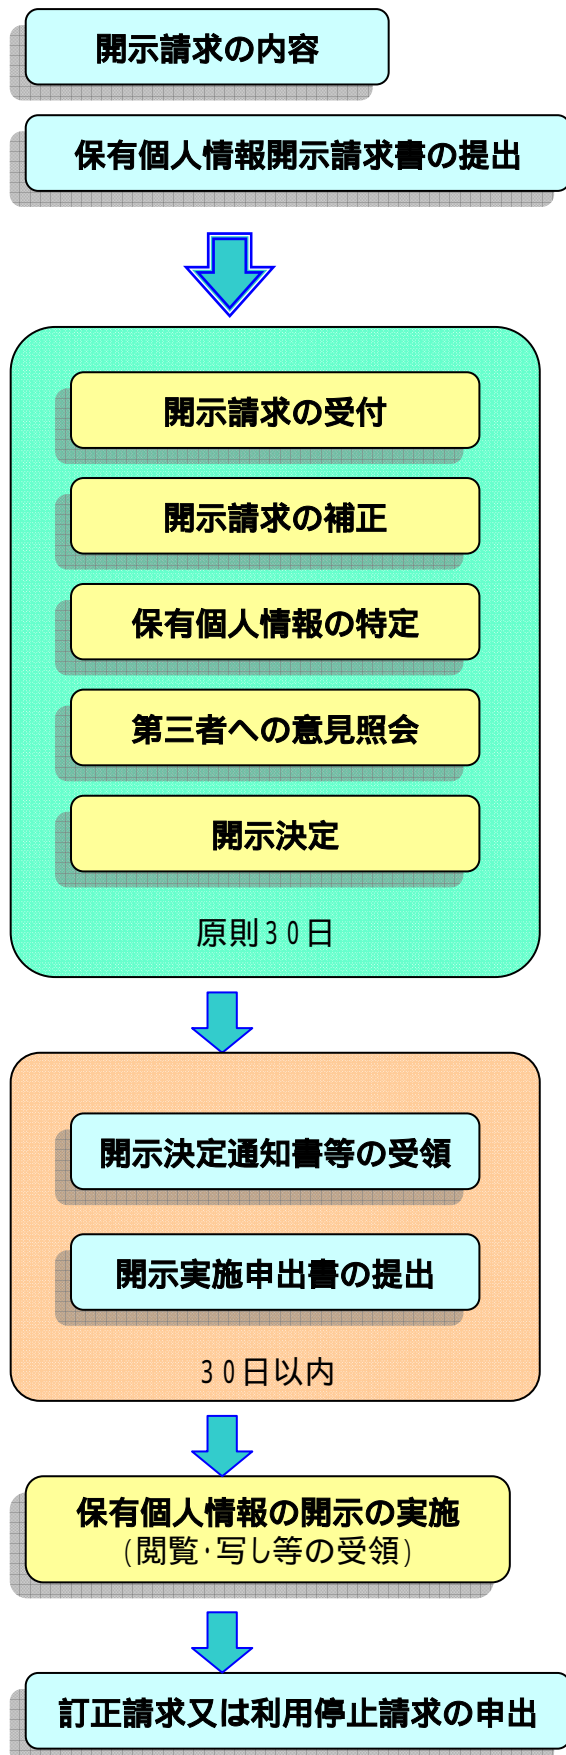 開示請求の内容
保有個人情報開示請求書の提出
開示請求の受付
開示請求の補正
保有個人情報の特定
第三者への意見照会
開示決定
原則30日
開示決定通知書等の受領
開示実施申出書の提出
30日以内
保有個人情報の開示の実施
(閲覧・写し等の受領)
訂正請求又は利用停止請求の申出